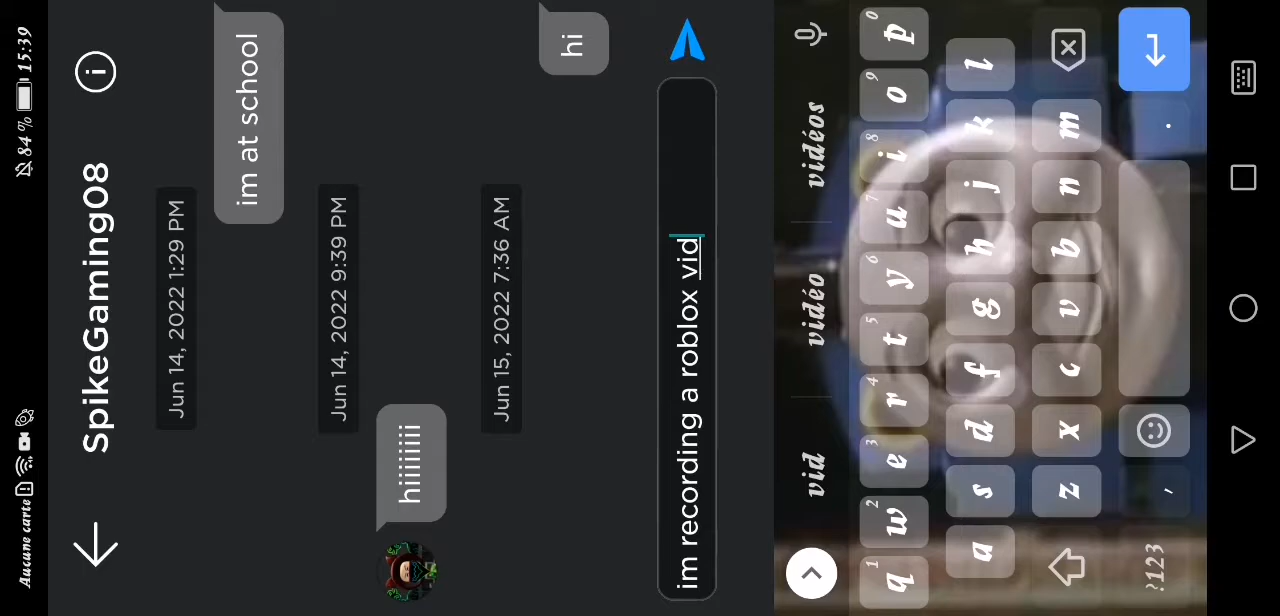 Aucune carte
84 %
15:39
SpikeGaming08
Jun 14, 2022 1:29 PM
im at school
Jun 14, 2022 9:39 PM
hiiiiiiiii
Jun 15, 2022 7:36 AM
hi
im recording a roblox vid
vid vidéo vidéos
1 2 3 4 5 6 7 8 9 0
q w e r t y u i o p
a s d f g h j k l
z x c v b n m
?123 , .